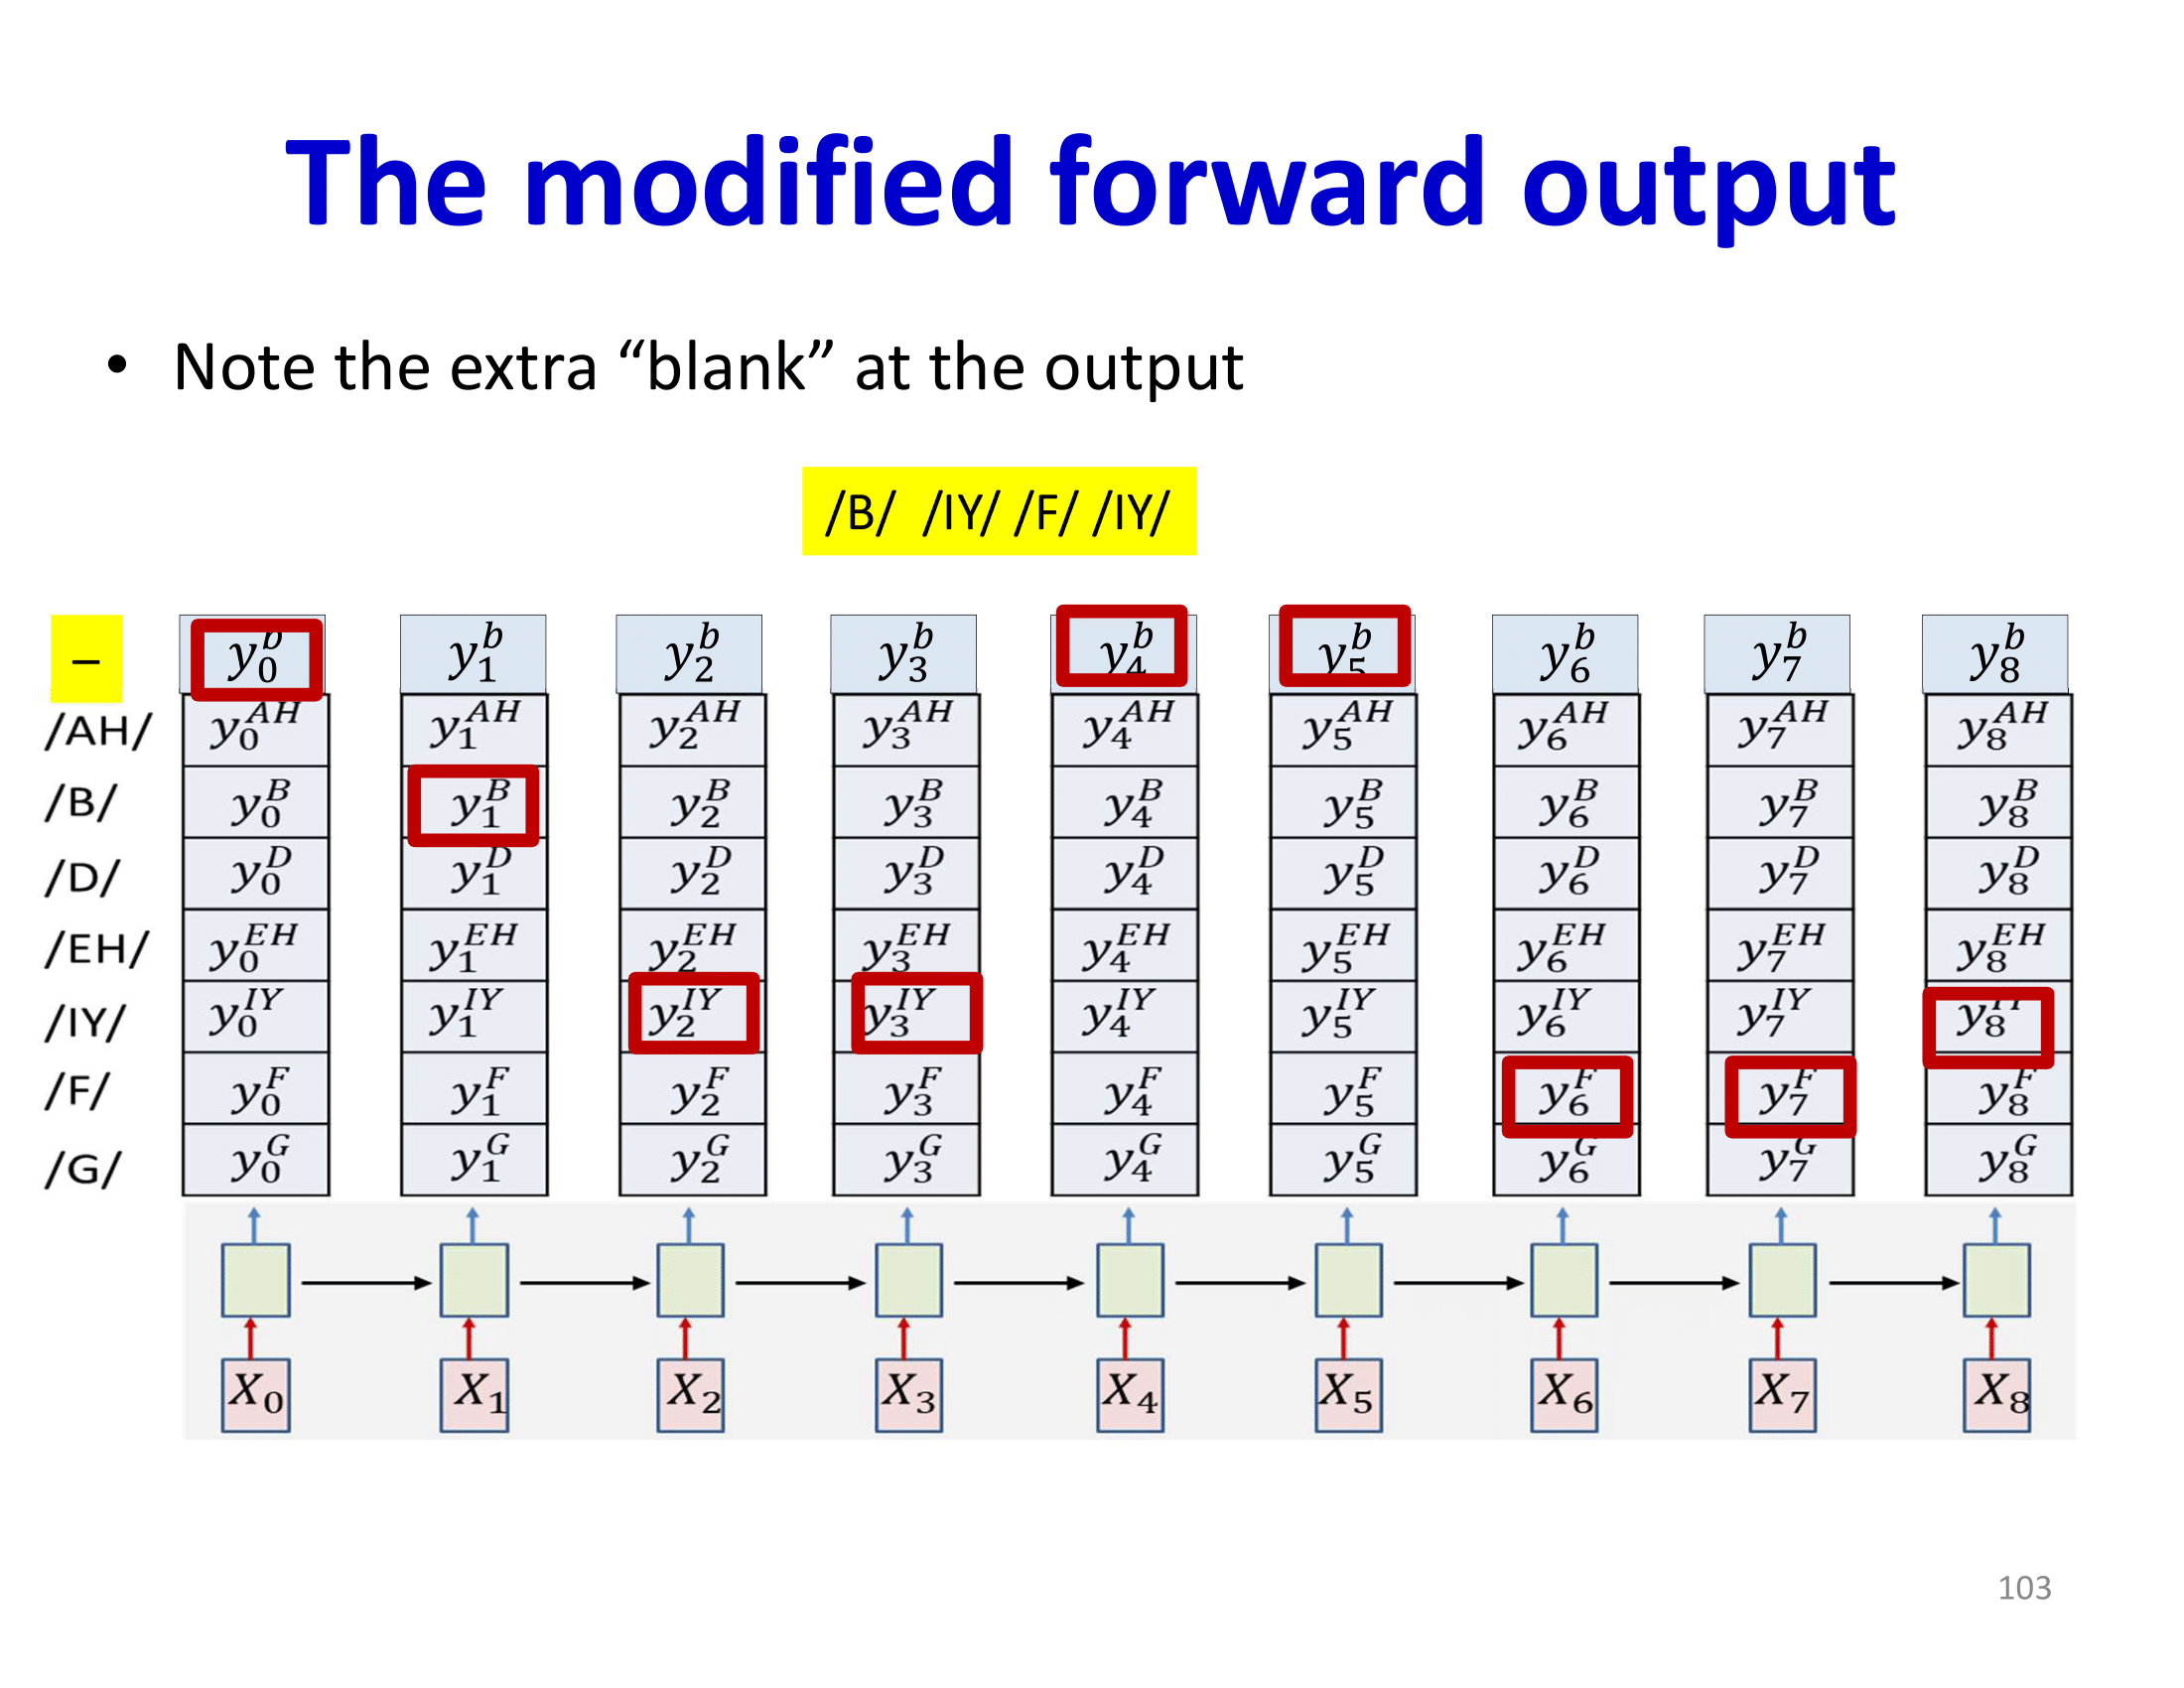 The modified forward output
• Note the extra “blank” at the output
/B/ /IY/ /F/ /IY/
– y_0^b y_1^b y_2^b y_3^b y_4^b y_5^b y_6^b y_7^b y_8^b
/AH/ y_0^AH y_1^AH y_2^AH y_3^AH y_4^AH y_5^AH y_6^AH y_7^AH y_8^AH
/B/ y_0^B y_1^B y_2^B y_3^B y_4^B y_5^B y_6^B y_7^B y_8^B
/D/ y_0^D y_1^D y_2^D y_3^D y_4^D y_5^D y_6^D y_7^D y_8^D
/EH/ y_0^EH y_1^EH y_2^EH y_3^EH y_4^EH y_5^EH y_6^EH y_7^EH y_8^EH
/IY/ y_0^IY y_1^IY y_2^IY y_3^IY y_4^IY y_5^IY y_6^IY y_7^IY y_8^IY
/F/ y_0^F y_1^F y_2^F y_3^F y_4^F y_5^F y_6^F y_7^F y_8^F
/G/ y_0^G y_1^G y_2^G y_3^G y_4^G y_5^G y_6^G y_7^G y_8^G
X_0 X_1 X_2 X_3 X_4 X_5 X_6 X_7 X_8
103